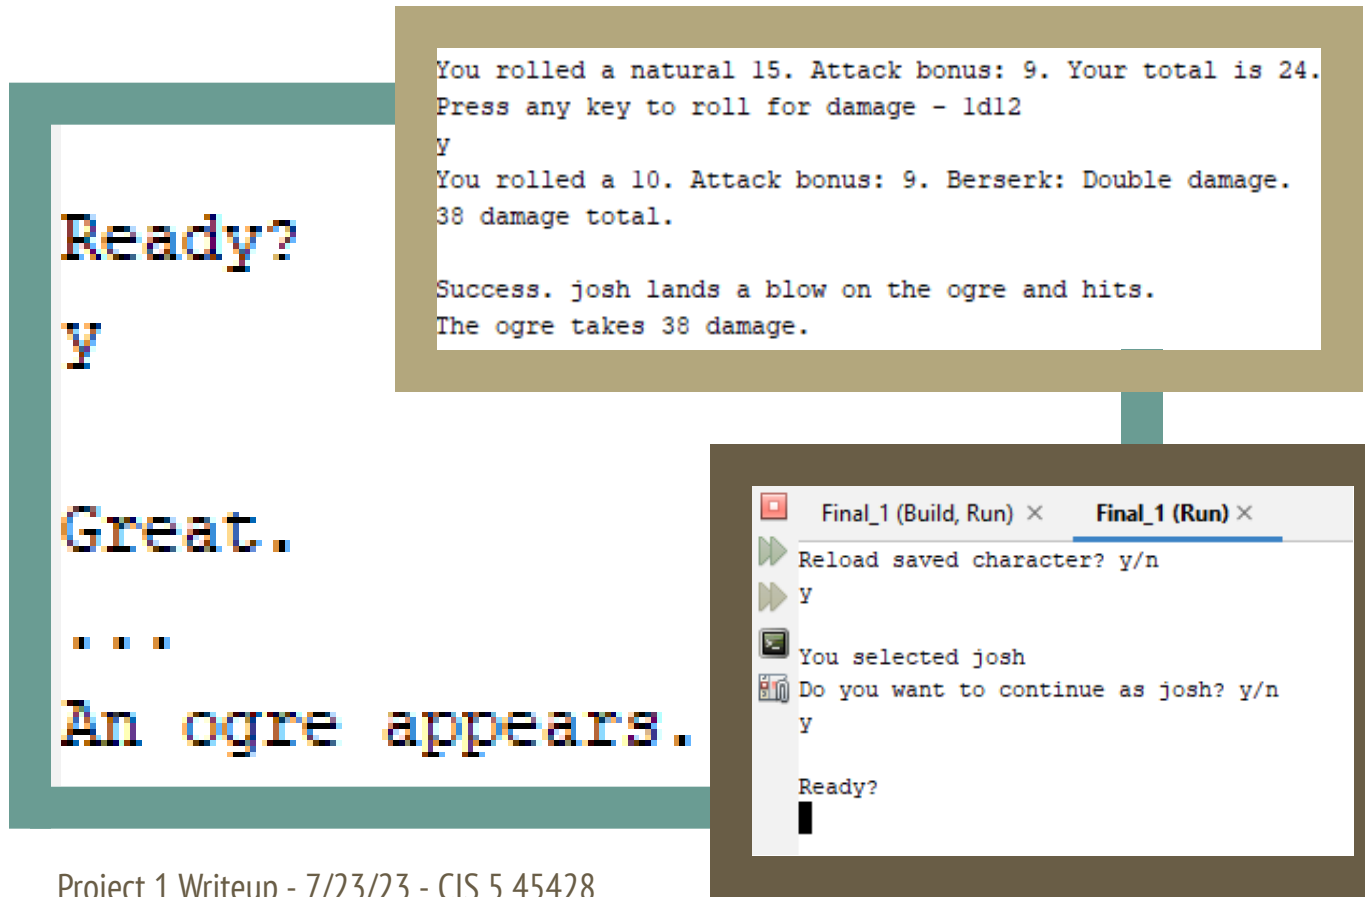 You rolled a natural 15. Attack bonus: 9. Your total is 24.
Press any key to roll for damage - 1d12
y
You rolled a 10. Attack bonus: 9. Berserk: Double damage.
38 damage total.
Success. josh lands a blow on the ogre and hits.
The ogre takes 38 damage.
Ready?
y
Great.
...
An ogre appears.
Final_1 (Build, Run) × Final_1 (Run) ×
Reload saved character? y/n
y
You selected josh
Do you want to continue as josh? y/n
y
Ready?
Project 1 Writeup - 7/23/23 - CIS 5 45428